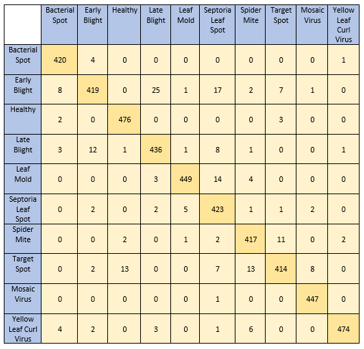 Bacterial Spot Early Blight Healthy Late Blight Leaf Mold Septoria Leaf Spot Spider Mite Target Spot Mosaic Virus Yellow Leaf Curl Virus
Bacterial Spot 420 4 0 0 0 0 0 0 0 1
Early Blight 8 419 0 25 1 17 2 7 1 0
Healthy 2 0 476 0 0 0 0 3 0 0
Late Blight 3 12 1 436 1 8 1 0 0 1
Leaf Mold 0 0 0 3 449 14 4 0 0 0
Septoria Leaf Spot 0 2 0 2 5 423 1 1 2 0
Spider Mite 0 0 2 0 1 2 417 11 0 2
Target Spot 0 2 13 0 0 7 13 414 8 0
Mosaic Virus 0 0 0 0 0 1 0 0 447 0
Yellow Leaf Curl Virus 4 2 0 3 0 1 6 0 0 474